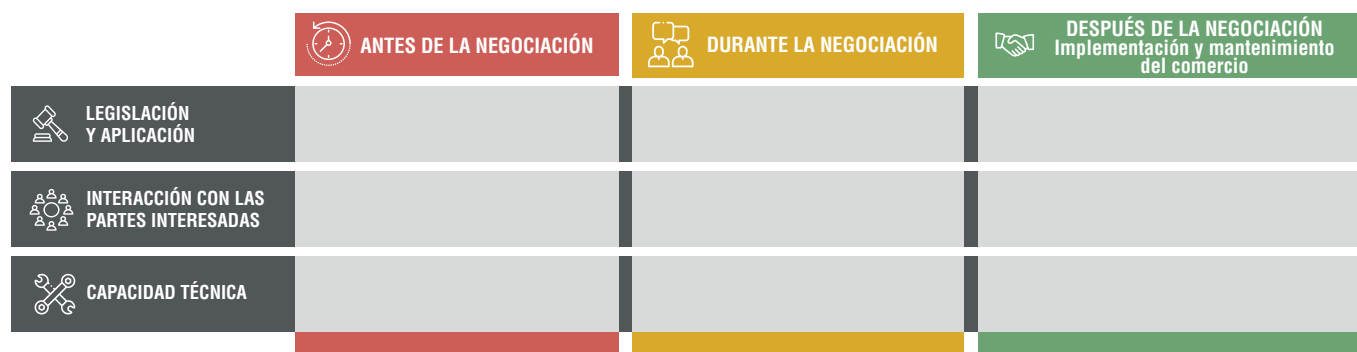 ANTES DE LA NEGOCIACIÓN
DURANTE LA NEGOCIACIÓN
DESPUÉS DE LA NEGOCIACIÓN
Implementación y mantenimiento
del comercio
LEGISLACIÓN
Y APLICACIÓN
INTERACCIÓN CON LAS
PARTES INTERESADAS
CAPACIDAD TÉCNICA